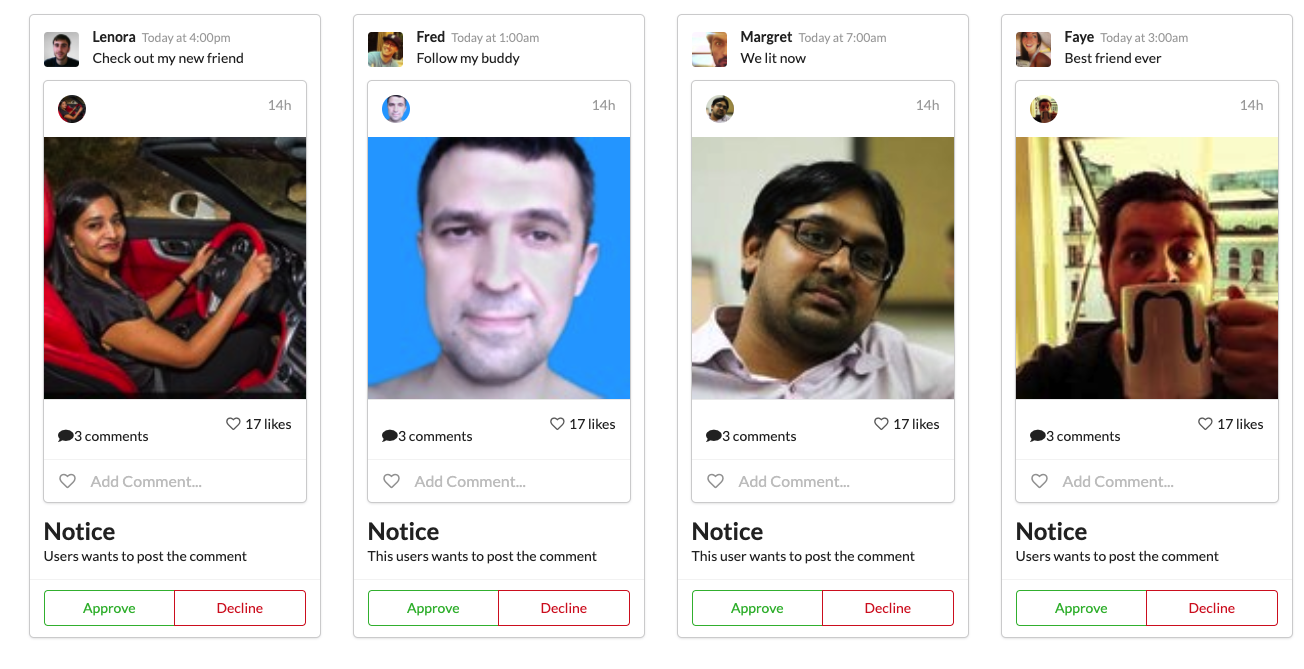 Lenora Today at 4:00pm
Check out my new friend
14h
17 likes
3 comments
Add Comment...
Notice
Users wants to post the comment
Approve Decline
Fred Today at 1:00am
Follow my buddy
14h
17 likes
3 comments
Add Comment...
Notice
This users wants to post the comment
Approve Decline
Margret Today at 7:00am
We lit now
14h
17 likes
3 comments
Add Comment...
Notice
This user wants to post the comment
Approve Decline
Faye Today at 3:00am
Best friend ever
14h
17 likes
3 comments
Add Comment...
Notice
Users wants to post the comment
Approve Decline